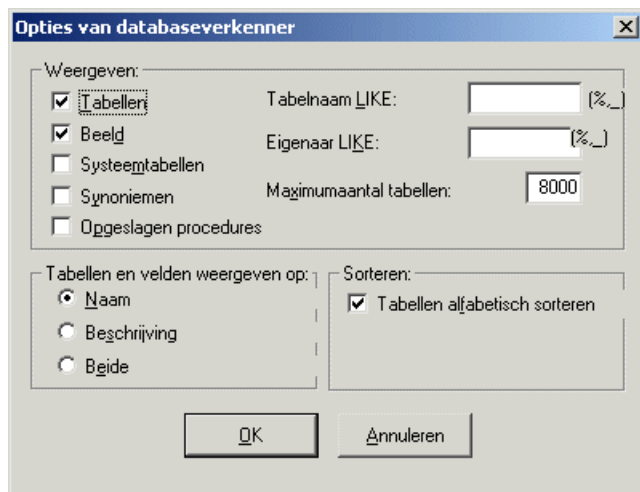 Opties van databaseverkenner
Weergeven:
Tabellen
Tabelnaam LIKE:
(%,_)
Beeld
Eigenaar LIKE:
(%,_)
Systeemtabellen
Synoniemen
Maximumaantal tabellen:
8000
Opgeslagen procedures
Tabellen en velden weergeven op:
Naam
Beschrijving
Beide
Sorteren:
Tabellen alfabetisch sorteren
OK
Annuleren